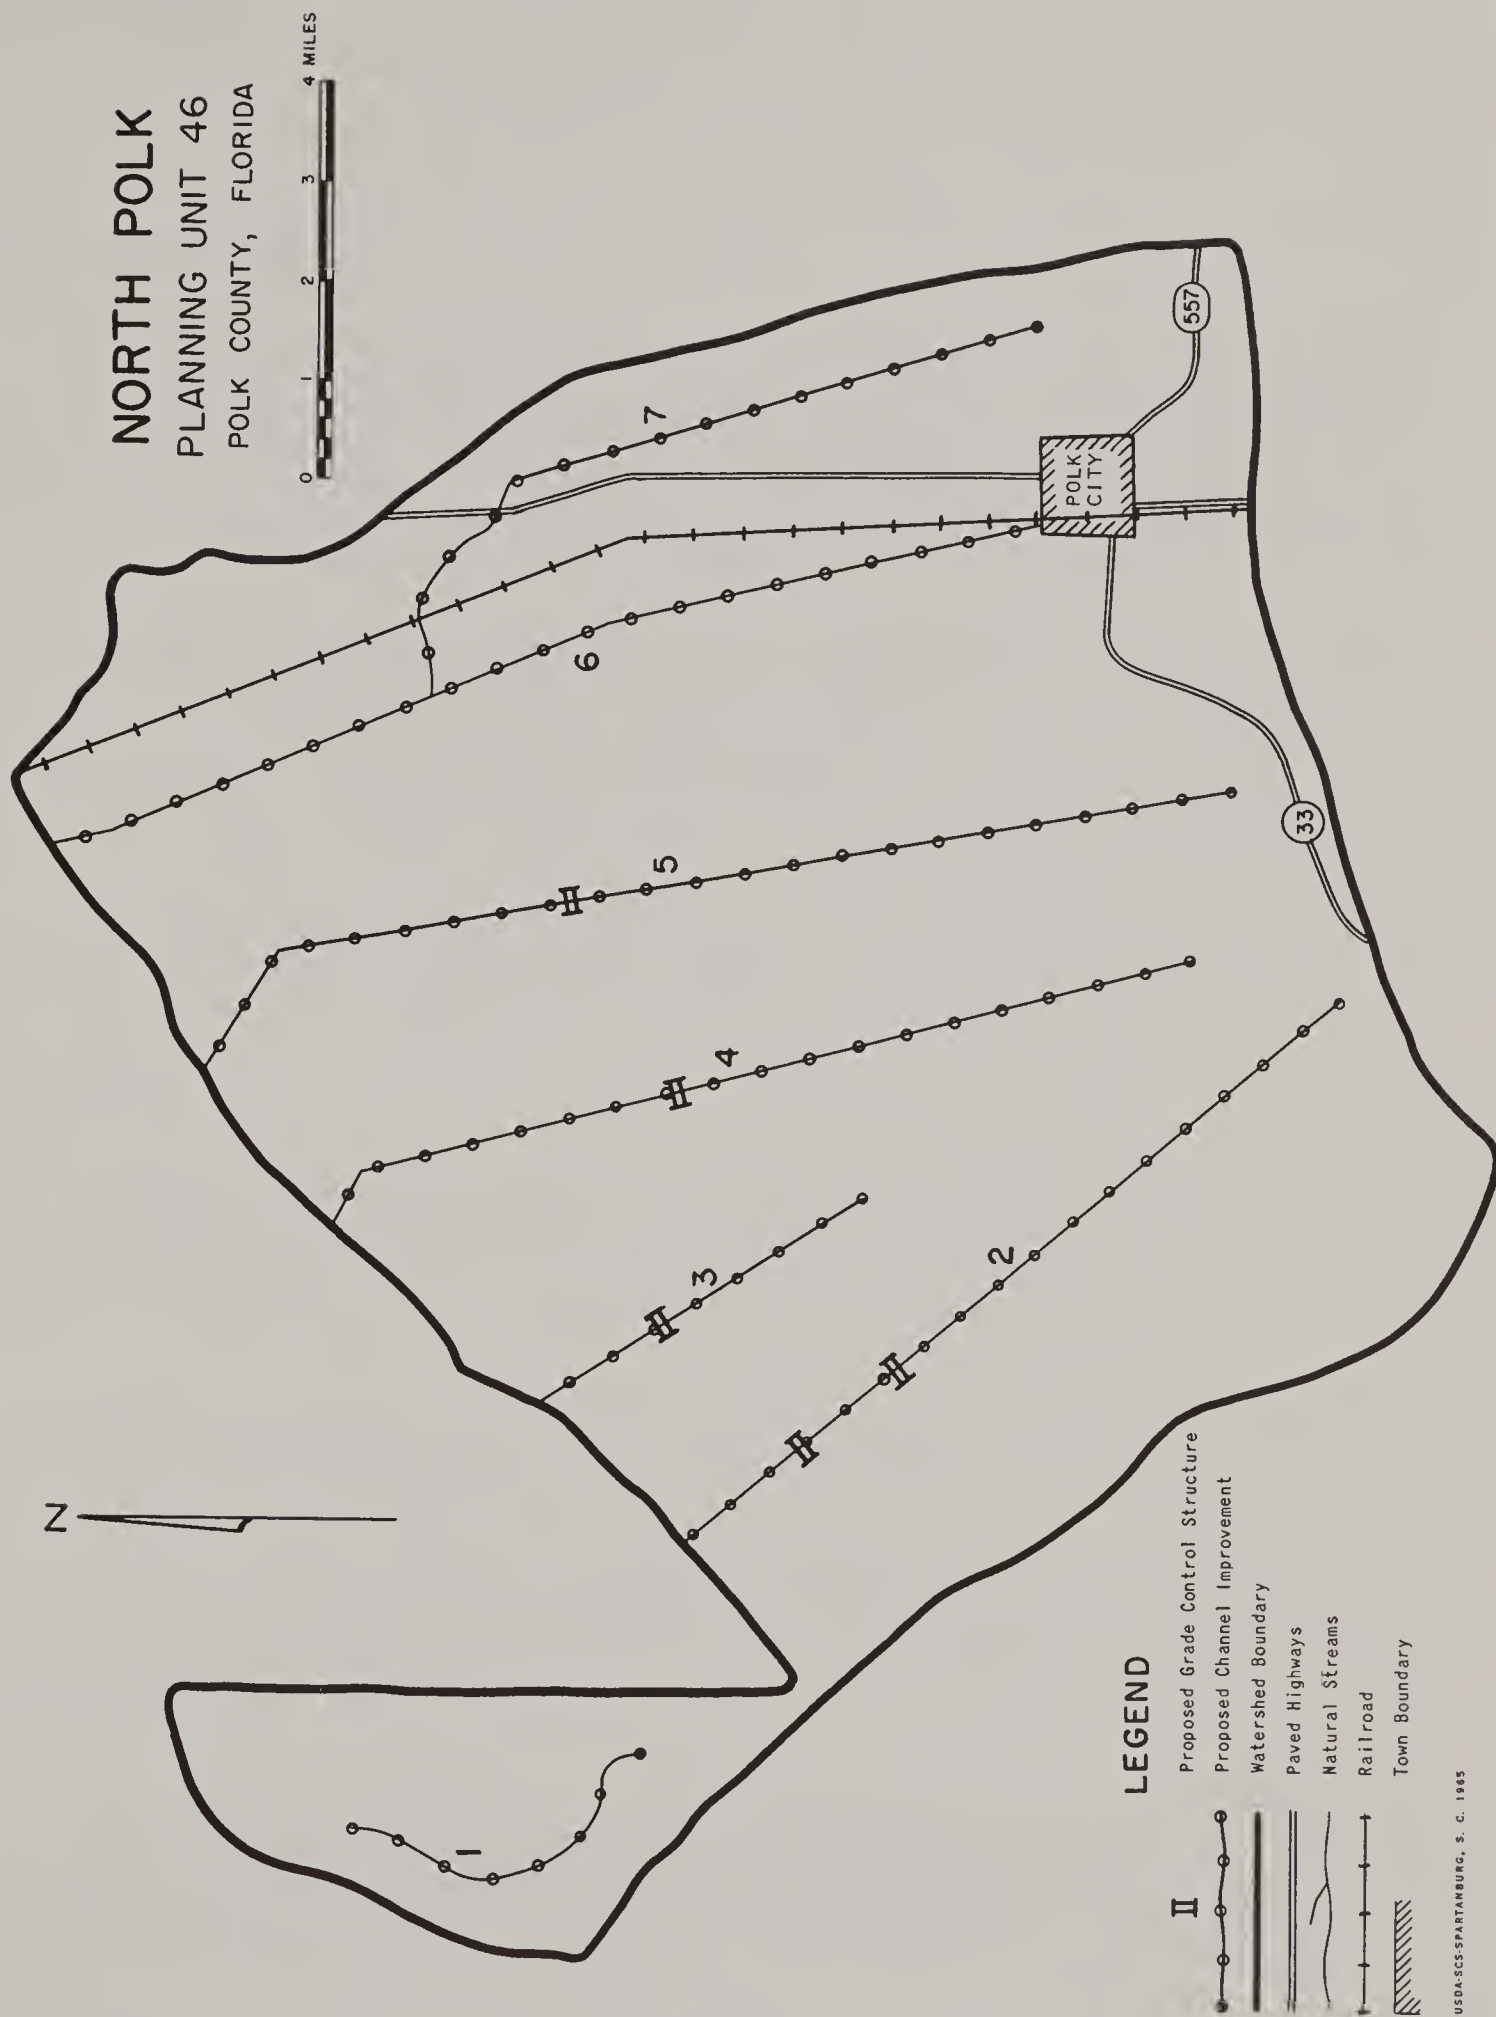 NORTH POLK
PLANNING UNIT 46
POLK COUNTY, FLORIDA
0 1 2 3 4 MILES
N
1
2
3
4
5
6
7
POLK
CITY
557
33
LEGEND
Proposed Grade Control Structure
Proposed Channel Improvement
Watershed Boundary
Paved Highways
Natural Streams
Railroad
Town Boundary
USDA-SCS-SPARTANBURG, S. C. 1965